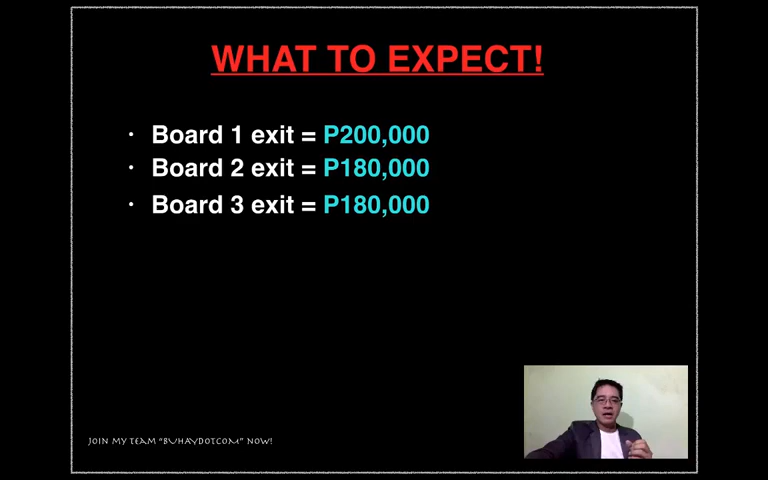 WHAT TO EXPECT!
• Board 1 exit = P200,000
• Board 2 exit = P180,000
• Board 3 exit = P180,000
JOIN MY TEAM "BUHAYDOTCOM" NOW!